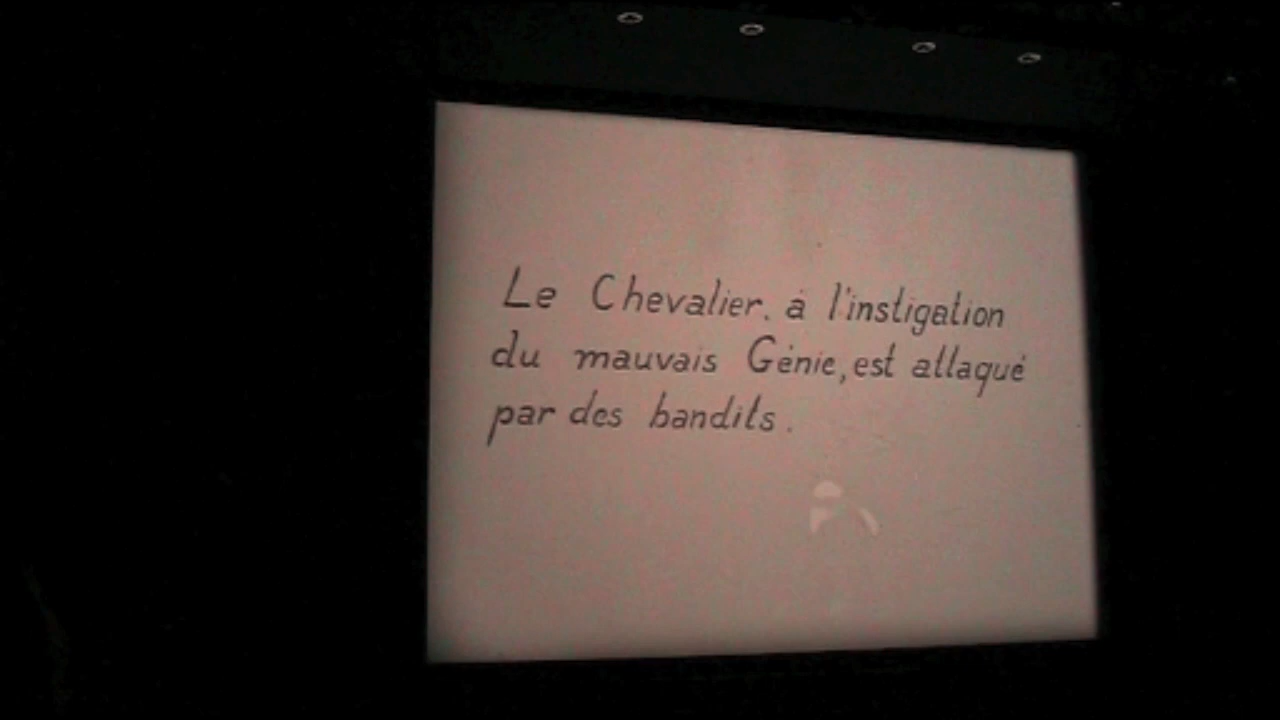 Le Chevalier, à l'instigation
du mauvais Génie, est attaqué
par des bandits.